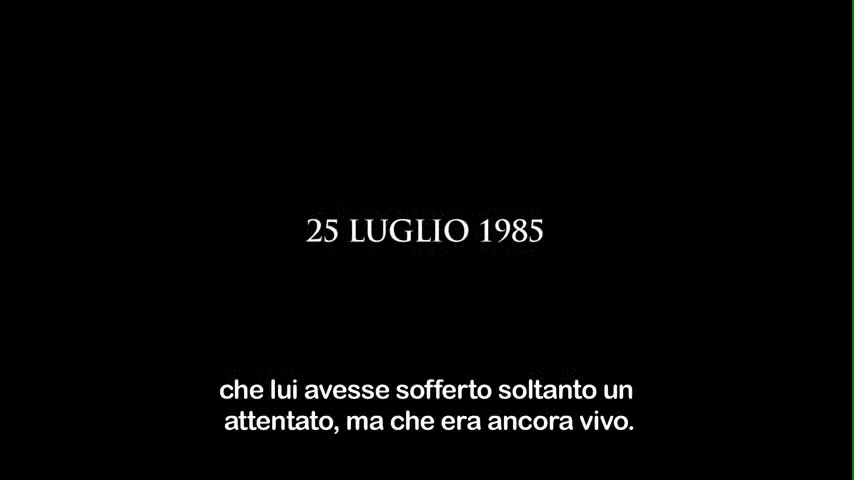 25 LUGLIO 1985
che lui avesse sofferto soltanto un
attentato, ma che era ancora vivo.